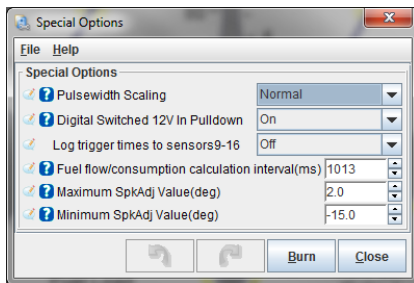 Special Options
File Help
Special Options
Pulsewidth Scaling Normal
Digital Switched 12V In Pulldown On
Log trigger times to sensors9-16 Off
Fuel flow/consumption calculation interval(ms) 1013
Maximum SpkAdj Value(deg) 2.0
Minimum SpkAdj Value(deg) -15.0
Burn Close